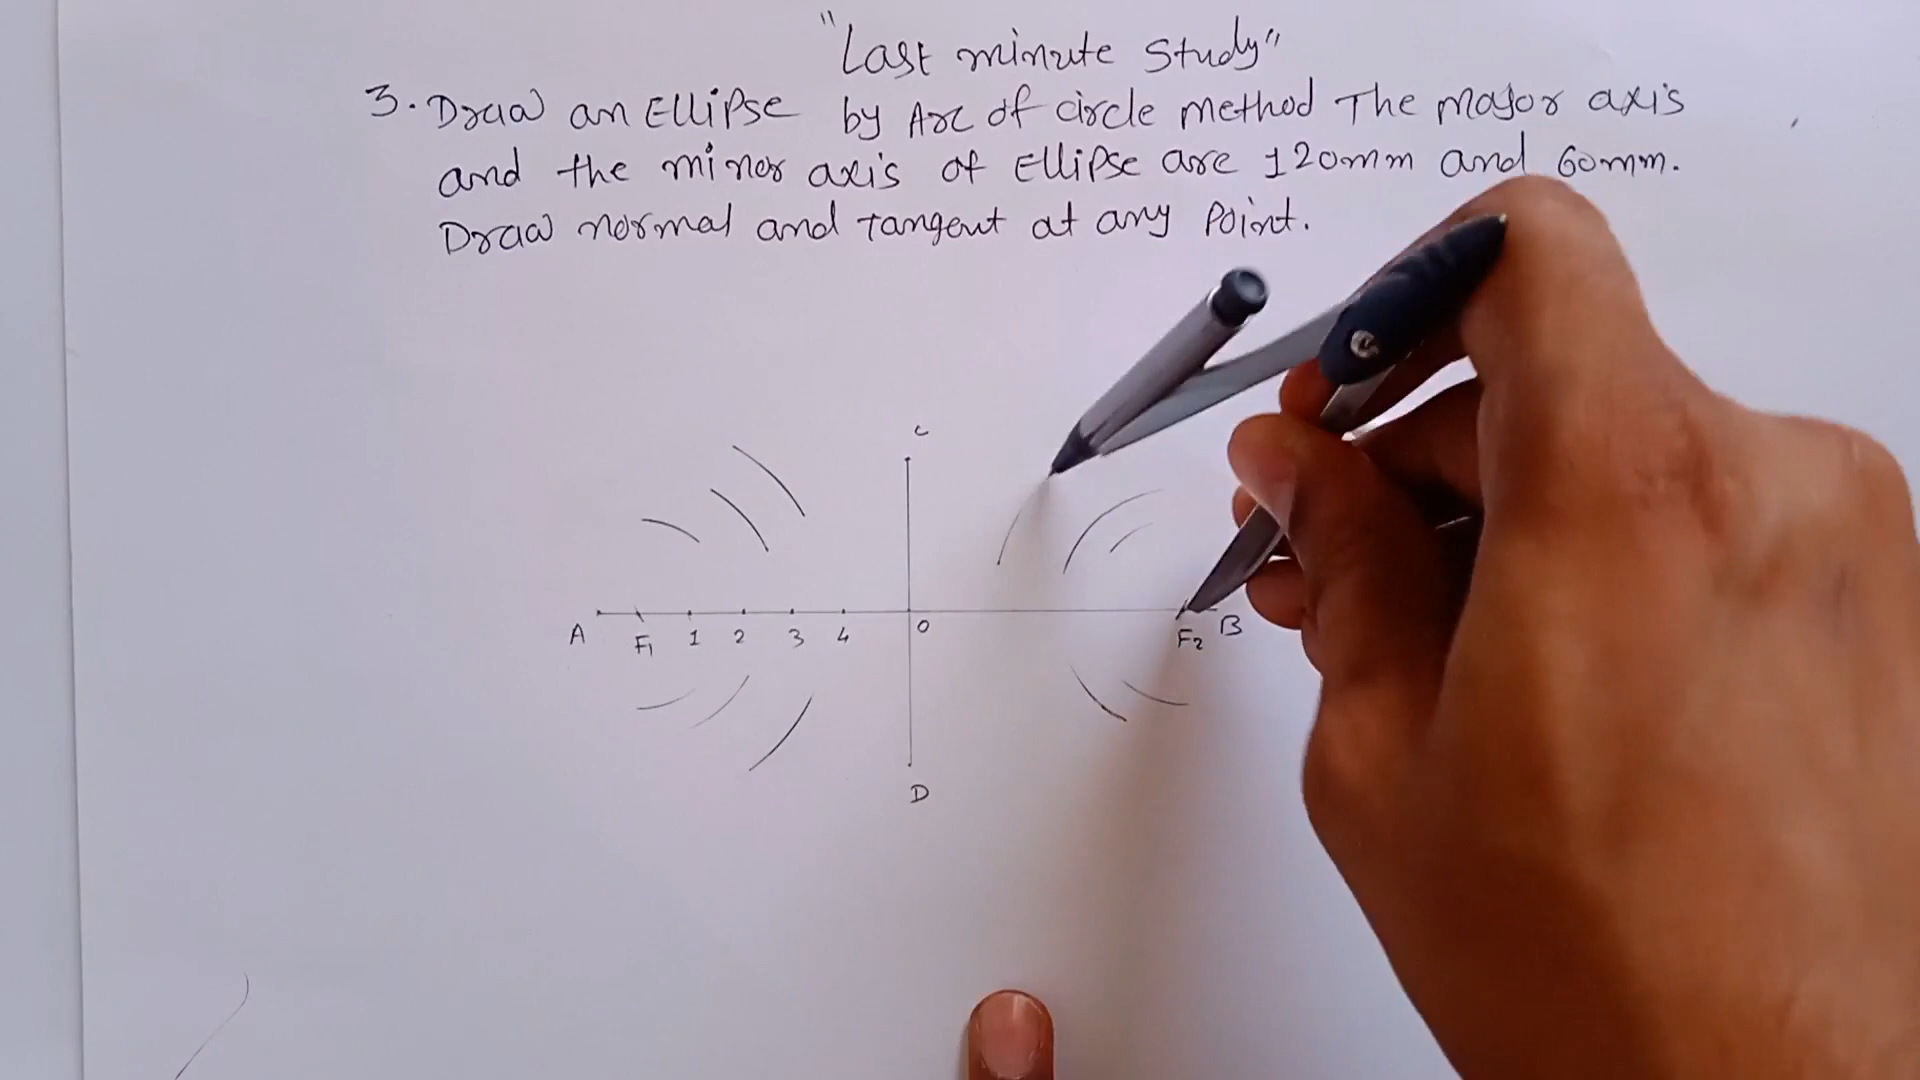 "Last minute Study"
3. Draw an Ellipse by Arc of circle method The major axis
and the minor axis of Ellipse are 120mm and 60mm.
Draw normal and tangent at any Point.
C
A F1 1 2 3 4 O F2 B
D